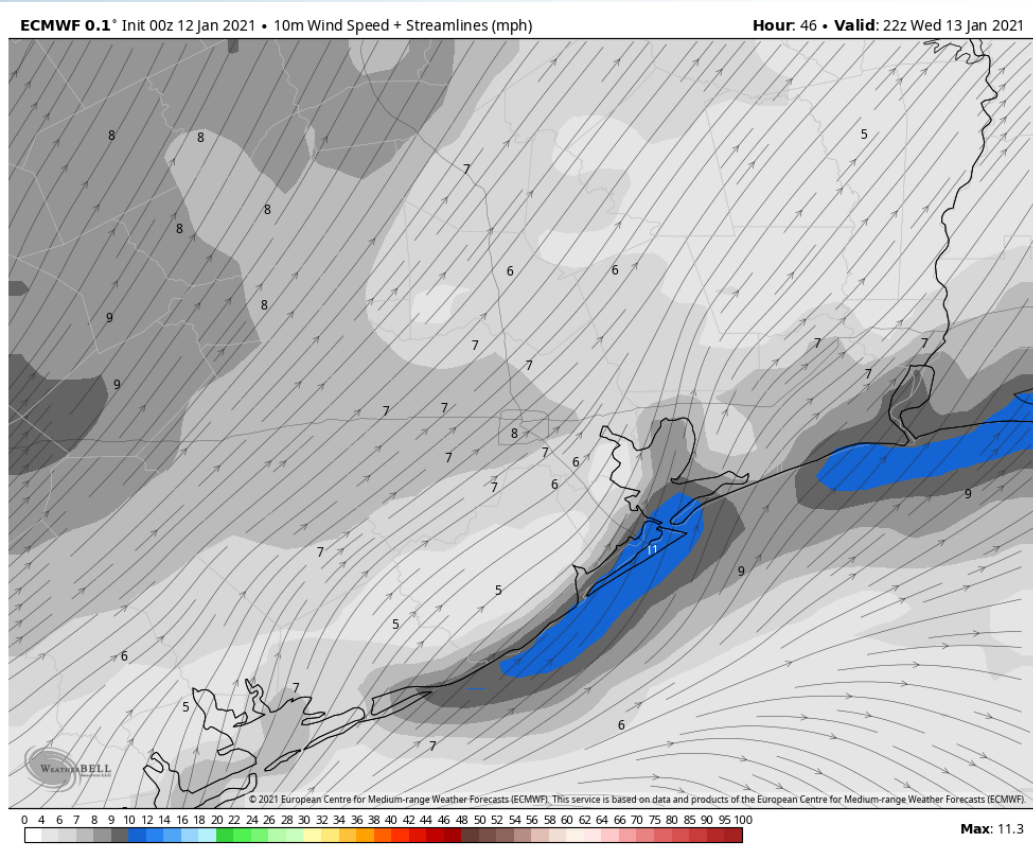 ECMWF 0.1° Init 00z 12 Jan 2021 • 10m Wind Speed + Streamlines (mph) Hour: 46 • Valid: 22z Wed 13 Jan 2021
8 8 5
7
8
8
6 6
8
9
7 7 7
7
9 7
7 7
8
7
7 6
7 6 9
7
11
9
5
5
6
7
5
6
7
WEATHERBELL
© 2021 European Centre for Medium-range Weather Forecasts (ECMWF). This service is based on data and products of the European Centre for Medium-range Weather Forecasts (ECMWF).
0 4 6 7 8 9 10 12 14 16 18 20 22 24 26 28 30 32 34 36 38 40 42 44 46 48 50 52 54 56 58 60 62 64 66 70 75 80 85 90 95 100
Max: 11.3